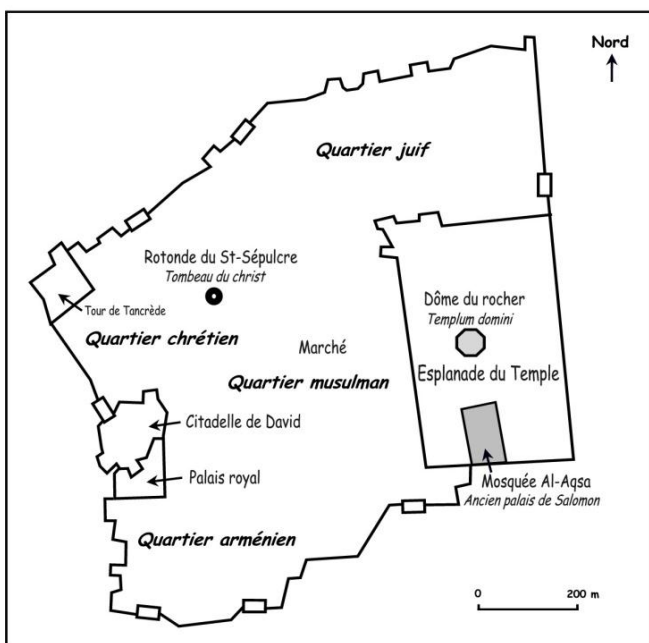 Nord
Quartier juif
Rotonde du St-Sépulcre
Tombeau du christ
Tour de Tancrède
Dôme du rocher
Templum domini
Quartier chrétien
Marché
Esplanade du Temple
Quartier musulman
Citadelle de David
Palais royal
Mosquée Al-Aqsa
Ancien palais de Salomon
Quartier arménien
0 200 m